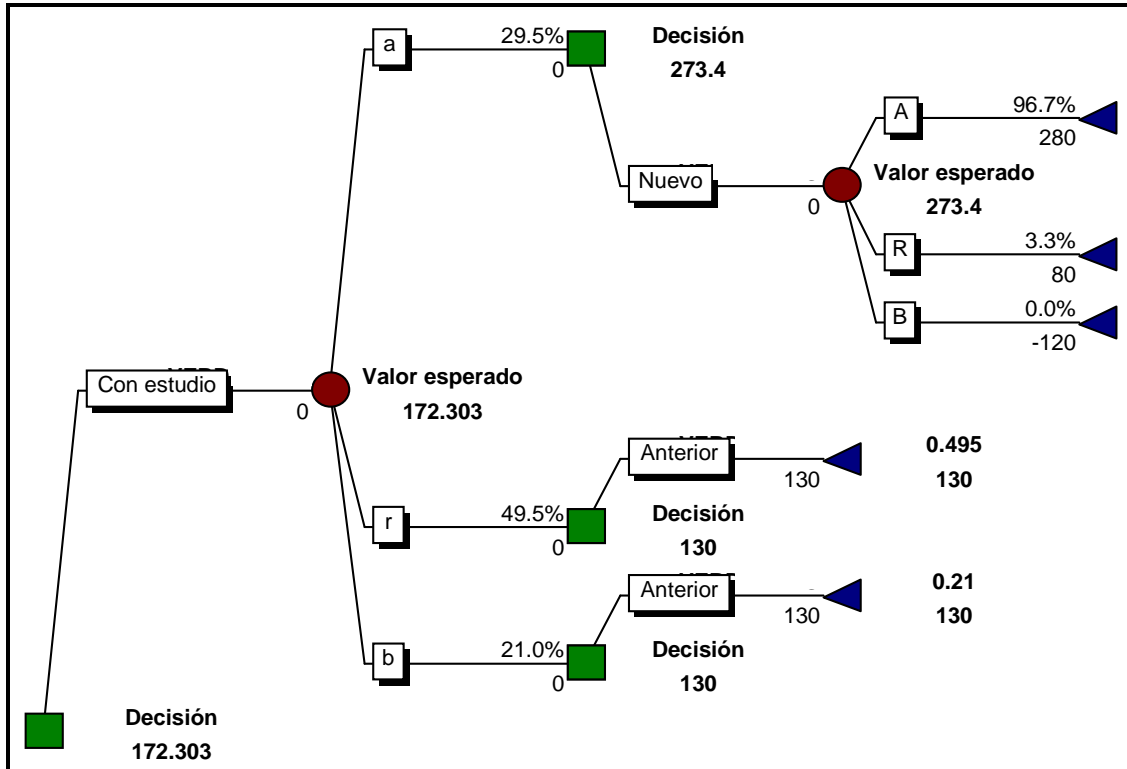 a
29.5%
0
Decisión
273.4
A
96.7%
280
Nuevo
0
Valor esperado
273.4
R
3.3%
80
B
0.0%
-120
Con estudio
0
Valor esperado
172.303
Anterior
130
0.495
130
r
49.5%
0
Decisión
130
Anterior
130
0.21
130
b
21.0%
0
Decisión
130
Decisión
172.303